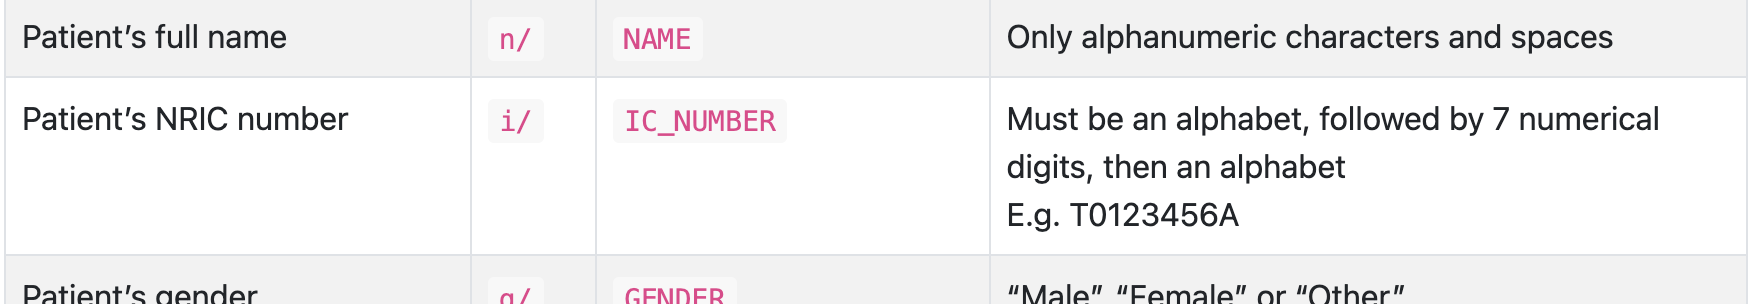 Patient’s full name n/ NAME Only alphanumeric characters and spaces
Patient’s NRIC number i/ IC_NUMBER Must be an alphabet, followed by 7 numerical
digits, then an alphabet
E.g. T0123456A
Patient’s gender g/ GENDER “Male”, “Female” or “Other”